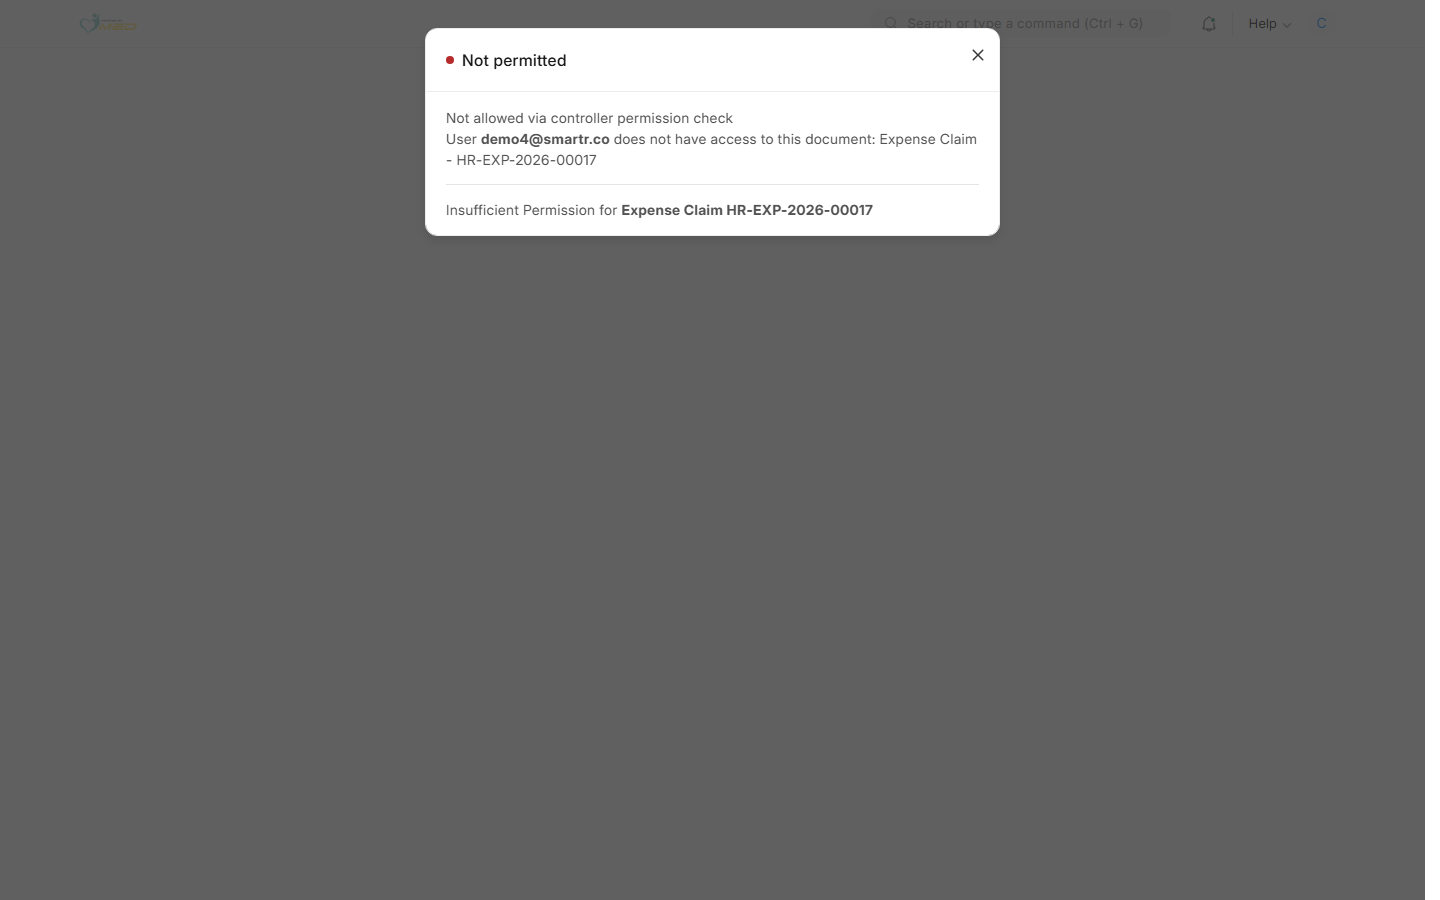 Search or type a command (Ctrl + G)
Help
C
Not permitted
Not allowed via controller permission check
User demo4@smartr.co does not have access to this document: Expense Claim
- HR-EXP-2026-00017
Insufficient Permission for Expense Claim HR-EXP-2026-00017